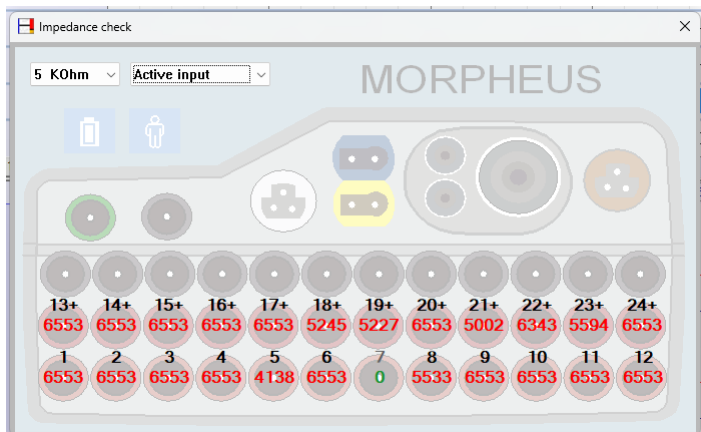 Impedance check
5 KOhm Active input
MORPHEUS
13+ 14+ 15+ 16+ 17+ 18+ 19+ 20+ 21+ 22+ 23+ 24+
6553 6553 6553 6553 6553 5245 5227 6553 5002 6343 5594 6553
1 2 3 4 5 6 7 8 9 10 11 12
6553 6553 6553 6553 4138 6553 0 5533 6553 6553 6553 6553